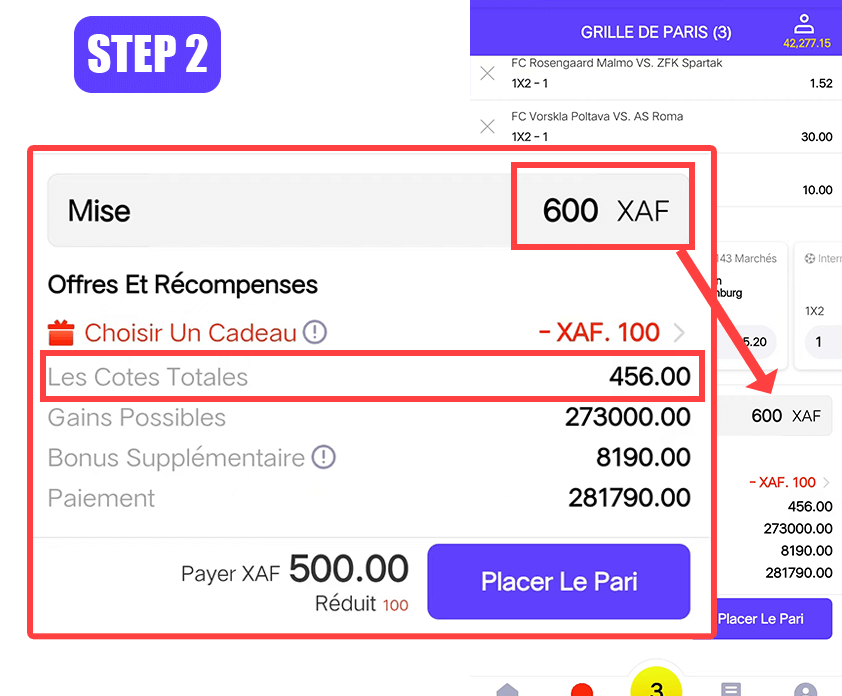 STEP 2
GRILLE DE PARIS (3)
42,277.15
FC Rosengaard Malmo VS. ZFK Spartak
1X2 – 1
1.52
FC Vorskla Poltava VS. AS Roma
1X2 – 1
30.00
10.00
Mise
600 XAF
Offres Et Récompenses
Choisir Un Cadeau
– XAF. 100
Les Cotes Totales
456.00
Gains Possibles
273000.00
Bonus Supplémentaire
8190.00
Paiement
281790.00
Payer XAF 500.00
Réduit 100
Placer Le Pari
143 Marchés
Intern
n
nburg
1X2
5.20
1
600 XAF
– XAF. 100
456.00
273000.00
8190.00
281790.00
Placer Le Pari
3